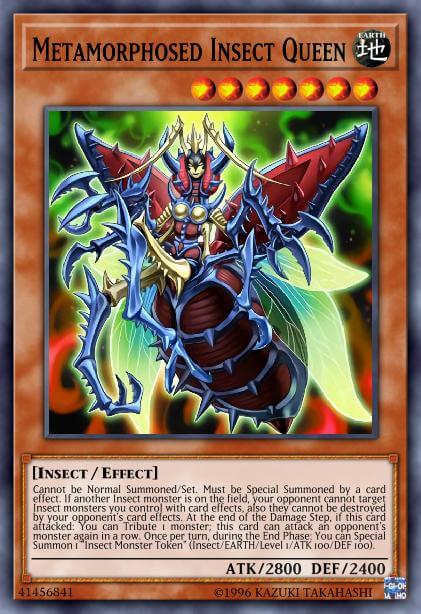 METAMORPHOSED INSECT QUEEN
EARTH
地
[INSECT / EFFECT]
Cannot be Normal Summoned/Set. Must be Special Summoned by a card
effect. If another Insect monster is on the field, your opponent cannot target
Insect monsters you control with card effects, also they cannot be destroyed
by your opponent's card effects. At the end of the Damage Step, if this card
attacked: You can Tribute 1 monster; this card can attack an opponent's
monster again in a row. Once per turn, during the End Phase: You can Special
Summon 1 "Insect Monster Token" (Insect/EARTH/Level 1/ATK 100/DEF 100).
ATK/2800 DEF/2400
41456841
©1996 KAZUKI TAKAHASHI